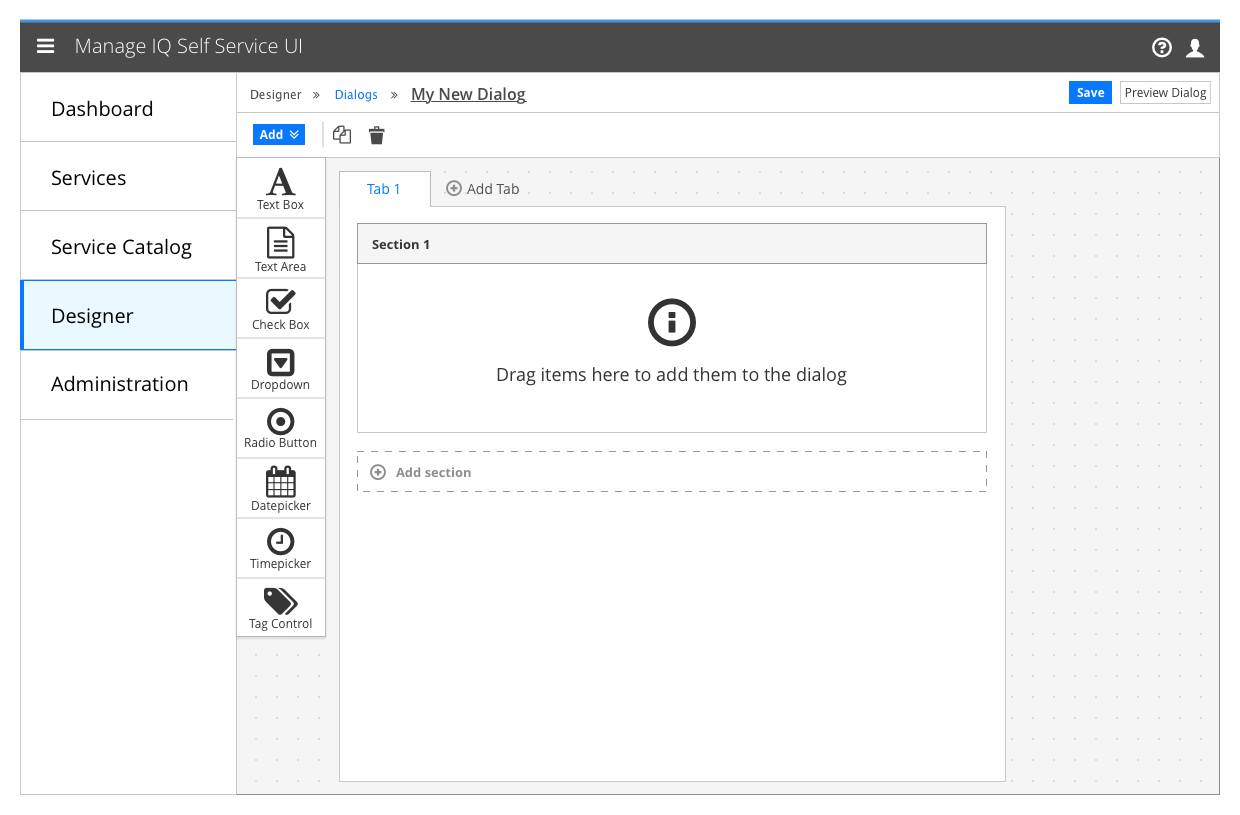 Manage IQ Self Service UI
Dashboard
Services
Service Catalog
Designer
Administration
Designer » Dialogs » My New Dialog
Save
Preview Dialog
Add
Text Box
Text Area
Check Box
Dropdown
Radio Button
Datepicker
Timepicker
Tag Control
Tab 1
Add Tab
Section 1
Drag items here to add them to the dialog
Add section